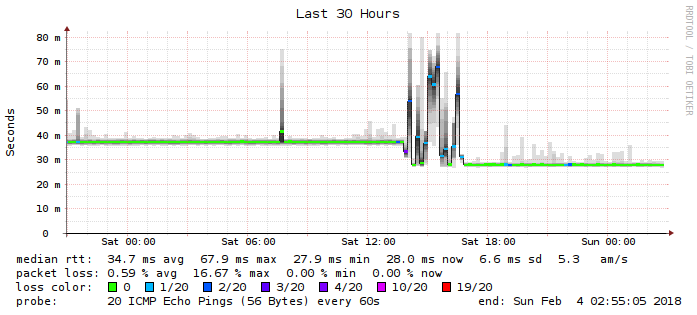 Last 30 Hours
RRDTOOL / TOBI OETIKER
Seconds
80 m
70 m
60 m
50 m
40 m
30 m
20 m
10 m
0
Sat 00:00 Sat 06:00 Sat 12:00 Sat 18:00 Sun 00:00
median rtt: 34.7 ms avg 67.9 ms max 27.9 ms min 28.0 ms now 6.6 ms sd 5.3 am/s
packet loss: 0.59 % avg 16.67 % max 0.00 % min 0.00 % now
loss color: 0 1/20 2/20 3/20 4/20 10/20 19/20
probe: 20 ICMP Echo Pings (56 Bytes) every 60s end: Sun Feb 4 02:55:05 2018